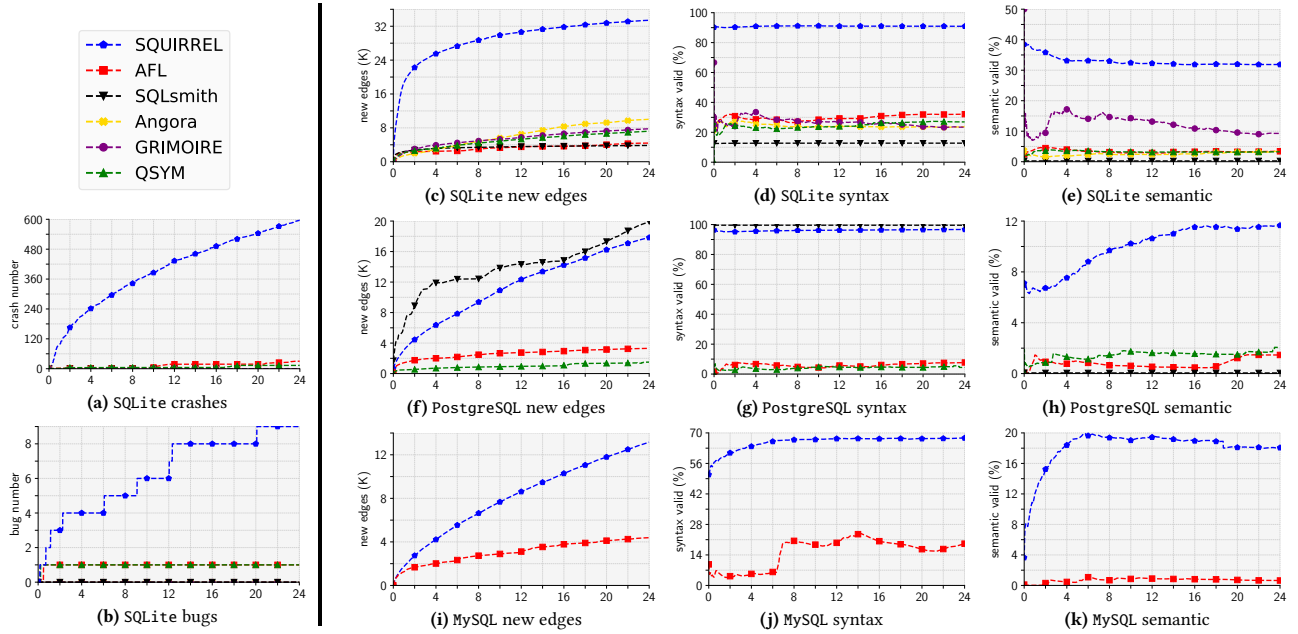 SQUIRREL
AFL
SQLsmith
Angora
GRIMOIRE
QSYM
600
480
360
240
120
0
crash number
0 4 8 12 16 20 24
(a) SQLite crashes
8
6
4
2
0
bug number
0 4 8 12 16 20 24
(b) SQLite bugs
36
27
18
9
0
new edges (K)
0 4 8 12 16 20 24
(c) SQLite new edges
100
80
60
40
20
0
syntax valid (%)
0 4 8 12 16 20 24
(d) SQLite syntax
50
40
30
20
10
0
semantic valid (%)
0 4 8 12 16 20 24
(e) SQLite semantic
20
16
12
8
4
0
new edges (K)
0 4 8 12 16 20 24
(f) PostgreSQL new edges
100
80
60
40
20
0
syntax valid (%)
0 4 8 12 16 20 24
(g) PostgreSQL syntax
12
8
4
0
semantic valid (%)
0 4 8 12 16 20 24
(h) PostgreSQL semantic
12
8
4
0
new edges (K)
0 4 8 12 16 20 24
(i) MySQL new edges
70
56
42
28
14
0
syntax valid (%)
0 4 8 12 16 20 24
(j) MySQL syntax
20
16
12
8
4
0
semantic valid (%)
0 4 8 12 16 20 24
(k) MySQL semantic